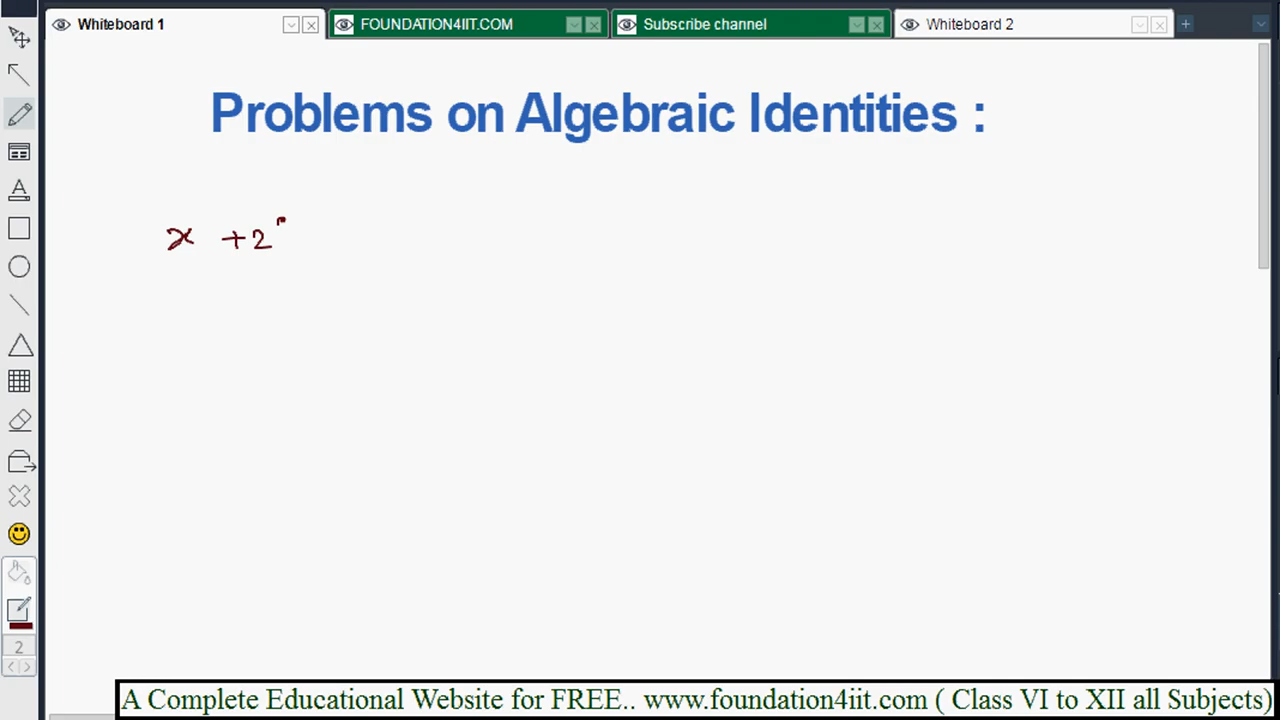 Whiteboard 1 FOUNDATION4IIT.COM Subscribe channel Whiteboard 2
Problems on Algebraic Identities :
x +2
2
A Complete Educational Website for FREE.. www.foundation4iit.com ( Class VI to XII all Subjects)